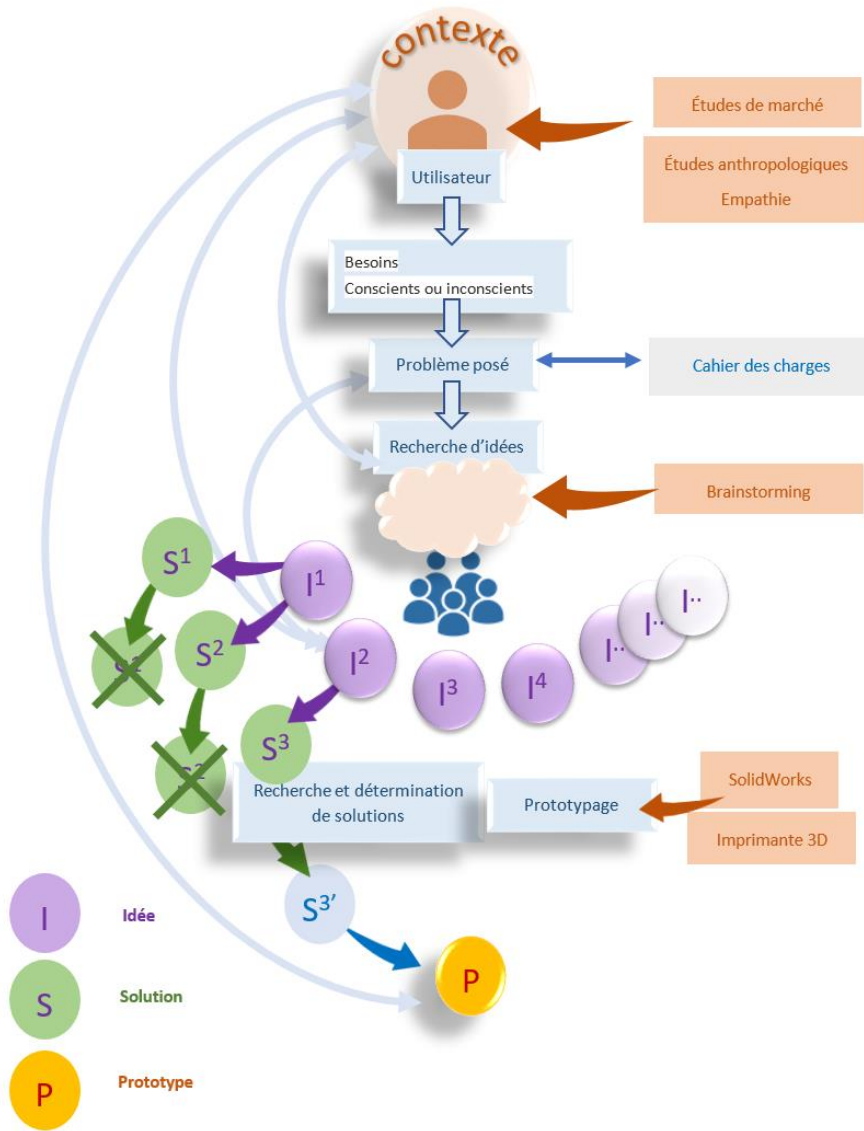 contexte
Utilisateur
Études de marché
Études anthropologiques
Empathie
Besoins
Conscients ou inconscients
Problème posé
Cahier des charges
Recherche d'idées
Brainstorming
S1
I1
I..
I..
I..
S2
I2
I3
I4
S3
S2
Recherche et détermination
de solutions
Prototypage
SolidWorks
Imprimante 3D
S3'
P
I
Idée
S
Solution
P
Prototype